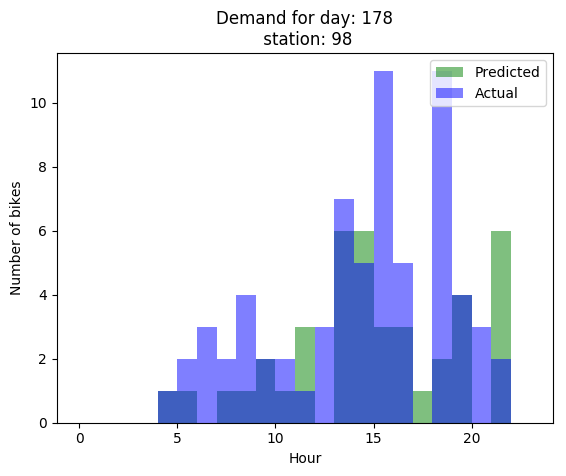 Demand for day: 178
station: 98
Predicted
Actual
Number of bikes
10
8
6
4
2
0
0 5 10 15 20
Hour